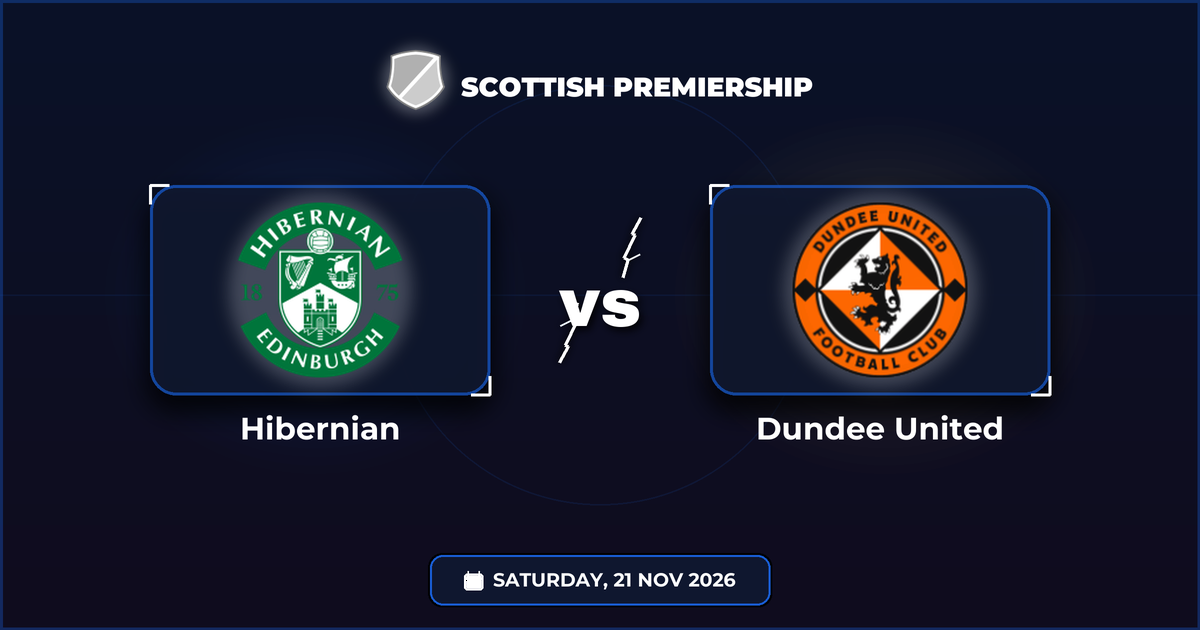 SCOTTISH PREMIERSHIP
HIBERNIAN
18 75
EDINBURGH
VS
DUNDEE UNITED
FOOTBALL CLUB
Hibernian
Dundee United
SATURDAY, 21 NOV 2026